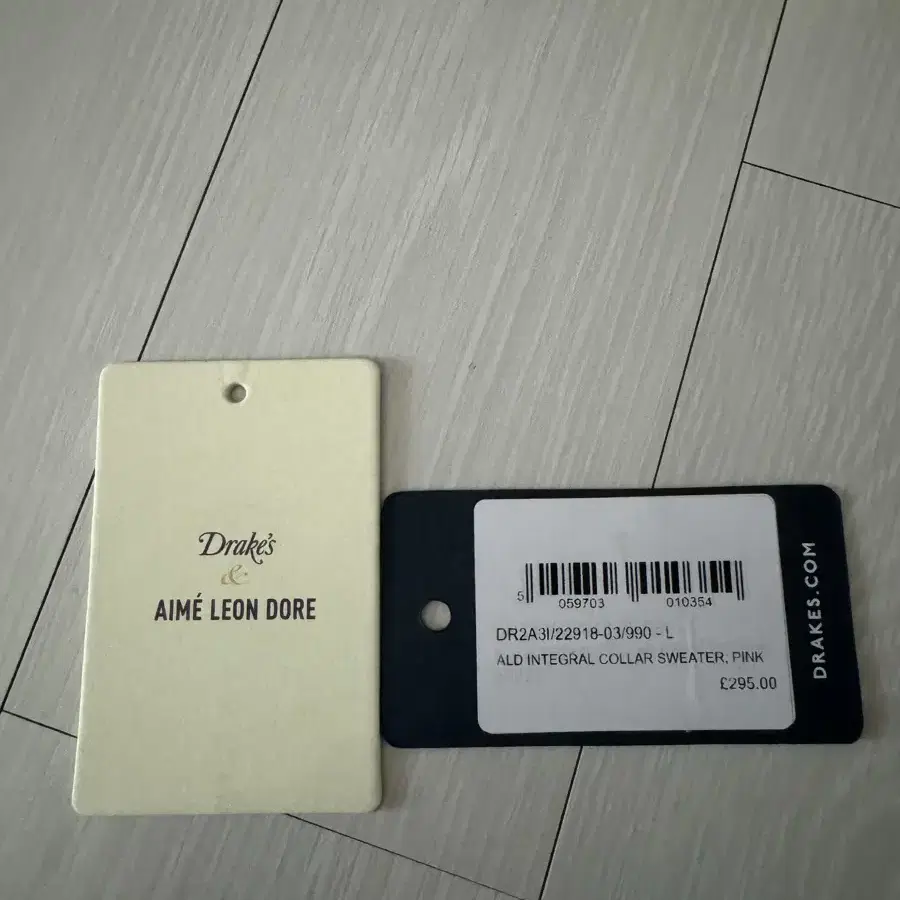 Drake's
&
AIMÉ LEON DORE
5 059703 010354
DR2A3I/22918-03/990 - L
ALD INTEGRAL COLLAR SWEATER, PINK
£295.00
DRAKES.COM